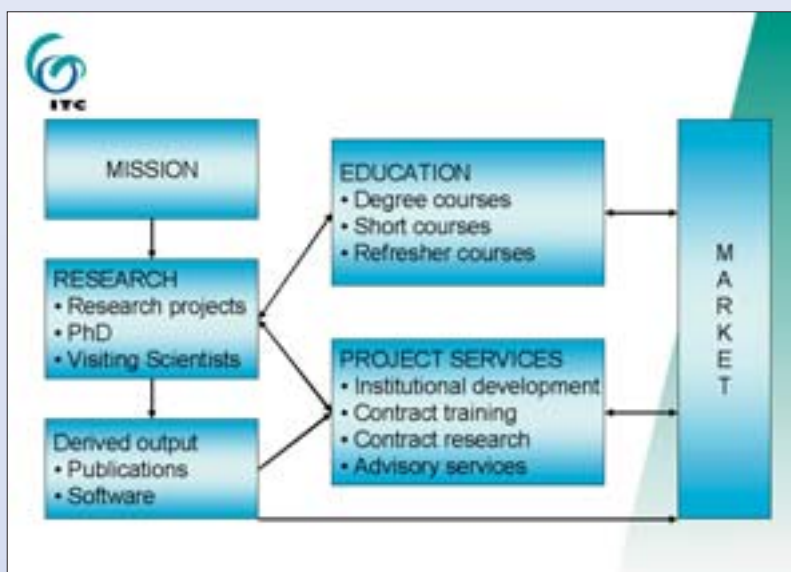 ITC
MISSION
RESEARCH
• Research projects
• PhD
• Visiting Scientists
Derived output
• Publications
• Software
EDUCATION
• Degree courses
• Short courses
• Refresher courses
PROJECT SERVICES
• Institutional development
• Contract training
• Contract research
• Advisory services
MARKET